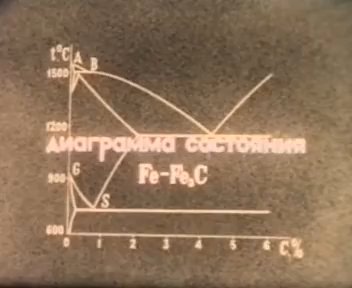 t°C
A
B
1500
1200
диаграмма состояния
Fe-Fe₃C
900
G
S
600
0 1 2 3 4 5 6 C,%